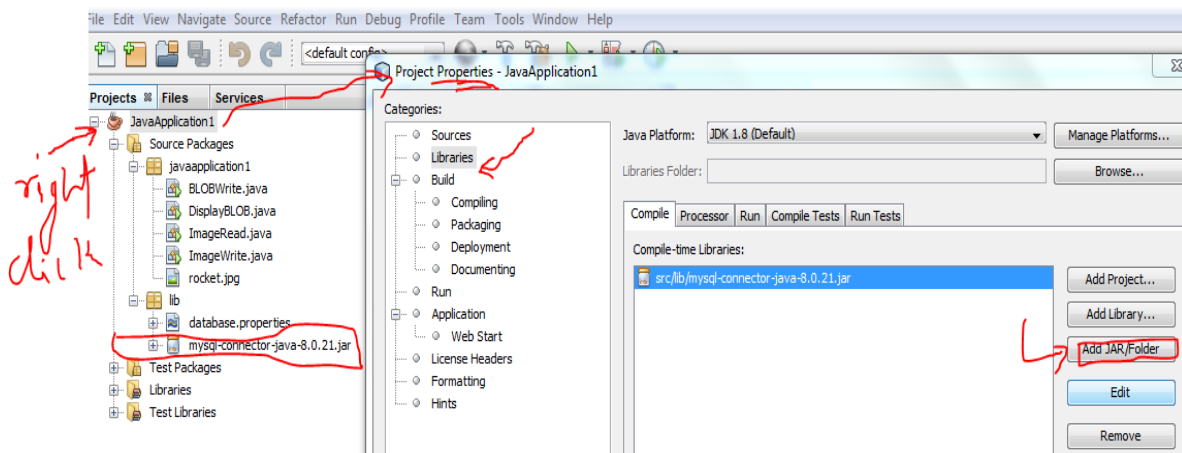 File Edit View Navigate Source Refactor Run Debug Profile Team Tools Window Help
<default config>
Project Properties - JavaApplication1
Projects Files Services
JavaApplication1
Source Packages
javaapplication1
BLOBWrite.java
DisplayBLOB.java
ImageRead.java
ImageWrite.java
rocket.jpg
lib
database.properties
mysql-connector-java-8.0.21.jar
Test Packages
Libraries
Test Libraries
right
click
Categories:
Sources
Libraries
Build
Compiling
Packaging
Deployment
Documenting
Run
Application
Web Start
License Headers
Formatting
Hints
Java Platform: JDK 1.8 (Default) Manage Platforms...
Libraries Folder: Browse...
Compile Processor Run Compile Tests Run Tests
Compile-time Libraries:
src/lib/mysql-connector-java-8.0.21.jar
Add Project...
Add Library...
Add JAR/Folder
Edit
Remove